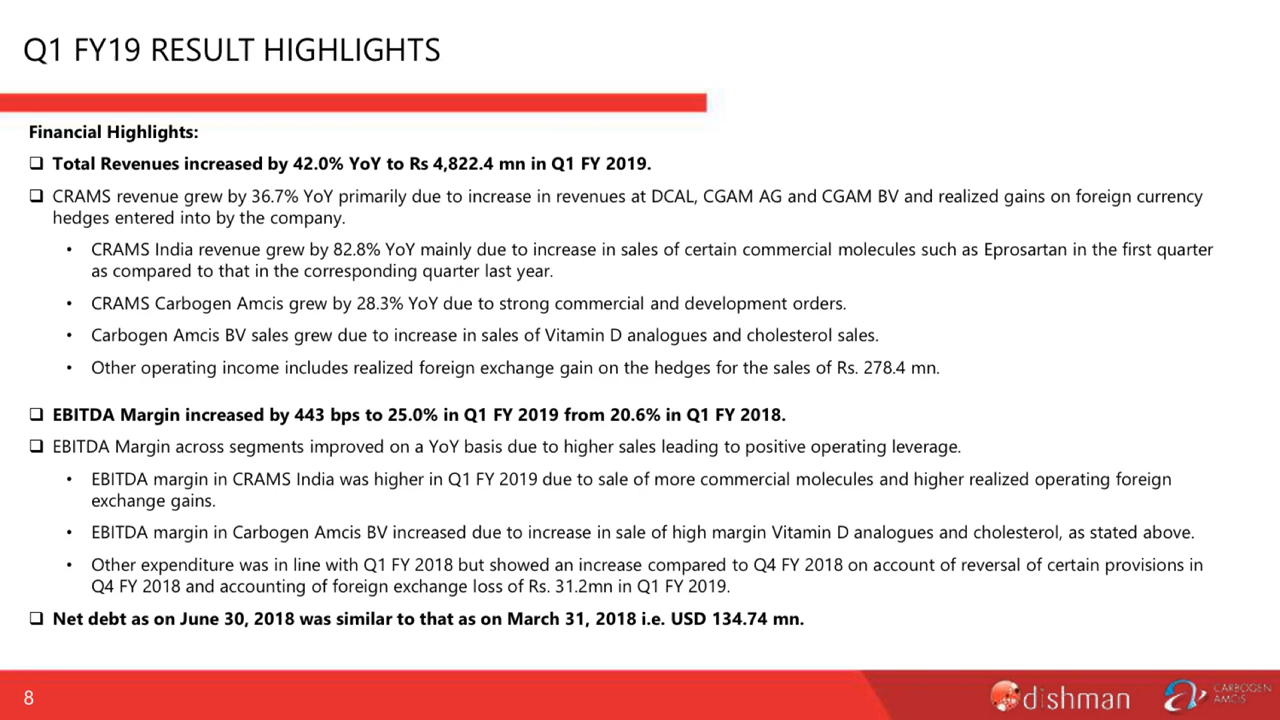 Q1 FY19 RESULT HIGHLIGHTS
Financial Highlights:
❑ Total Revenues increased by 42.0% YoY to Rs 4,822.4 mn in Q1 FY 2019.
❑ CRAMS revenue grew by 36.7% YoY primarily due to increase in revenues at DCAL, CGAM AG and CGAM BV and realized gains on foreign currency
hedges entered into by the company.
• CRAMS India revenue grew by 82.8% YoY mainly due to increase in sales of certain commercial molecules such as Eprosartan in the first quarter
as compared to that in the corresponding quarter last year.
• CRAMS Carbogen Amcis grew by 28.3% YoY due to strong commercial and development orders.
• Carbogen Amcis BV sales grew due to increase in sales of Vitamin D analogues and cholesterol sales.
• Other operating income includes realized foreign exchange gain on the hedges for the sales of Rs. 278.4 mn.
❑ EBITDA Margin increased by 443 bps to 25.0% in Q1 FY 2019 from 20.6% in Q1 FY 2018.
❑ EBITDA Margin across segments improved on a YoY basis due to higher sales leading to positive operating leverage.
• EBITDA margin in CRAMS India was higher in Q1 FY 2019 due to sale of more commercial molecules and higher realized operating foreign
exchange gains.
• EBITDA margin in Carbogen Amcis BV increased due to increase in sale of high margin Vitamin D analogues and cholesterol, as stated above.
• Other expenditure was in line with Q1 FY 2018 but showed an increase compared to Q4 FY 2018 on account of reversal of certain provisions in
Q4 FY 2018 and accounting of foreign exchange loss of Rs. 31.2mn in Q1 FY 2019.
❑ Net debt as on June 30, 2018 was similar to that as on March 31, 2018 i.e. USD 134.74 mn.
8
dishman
CARBOGEN
AMCIS